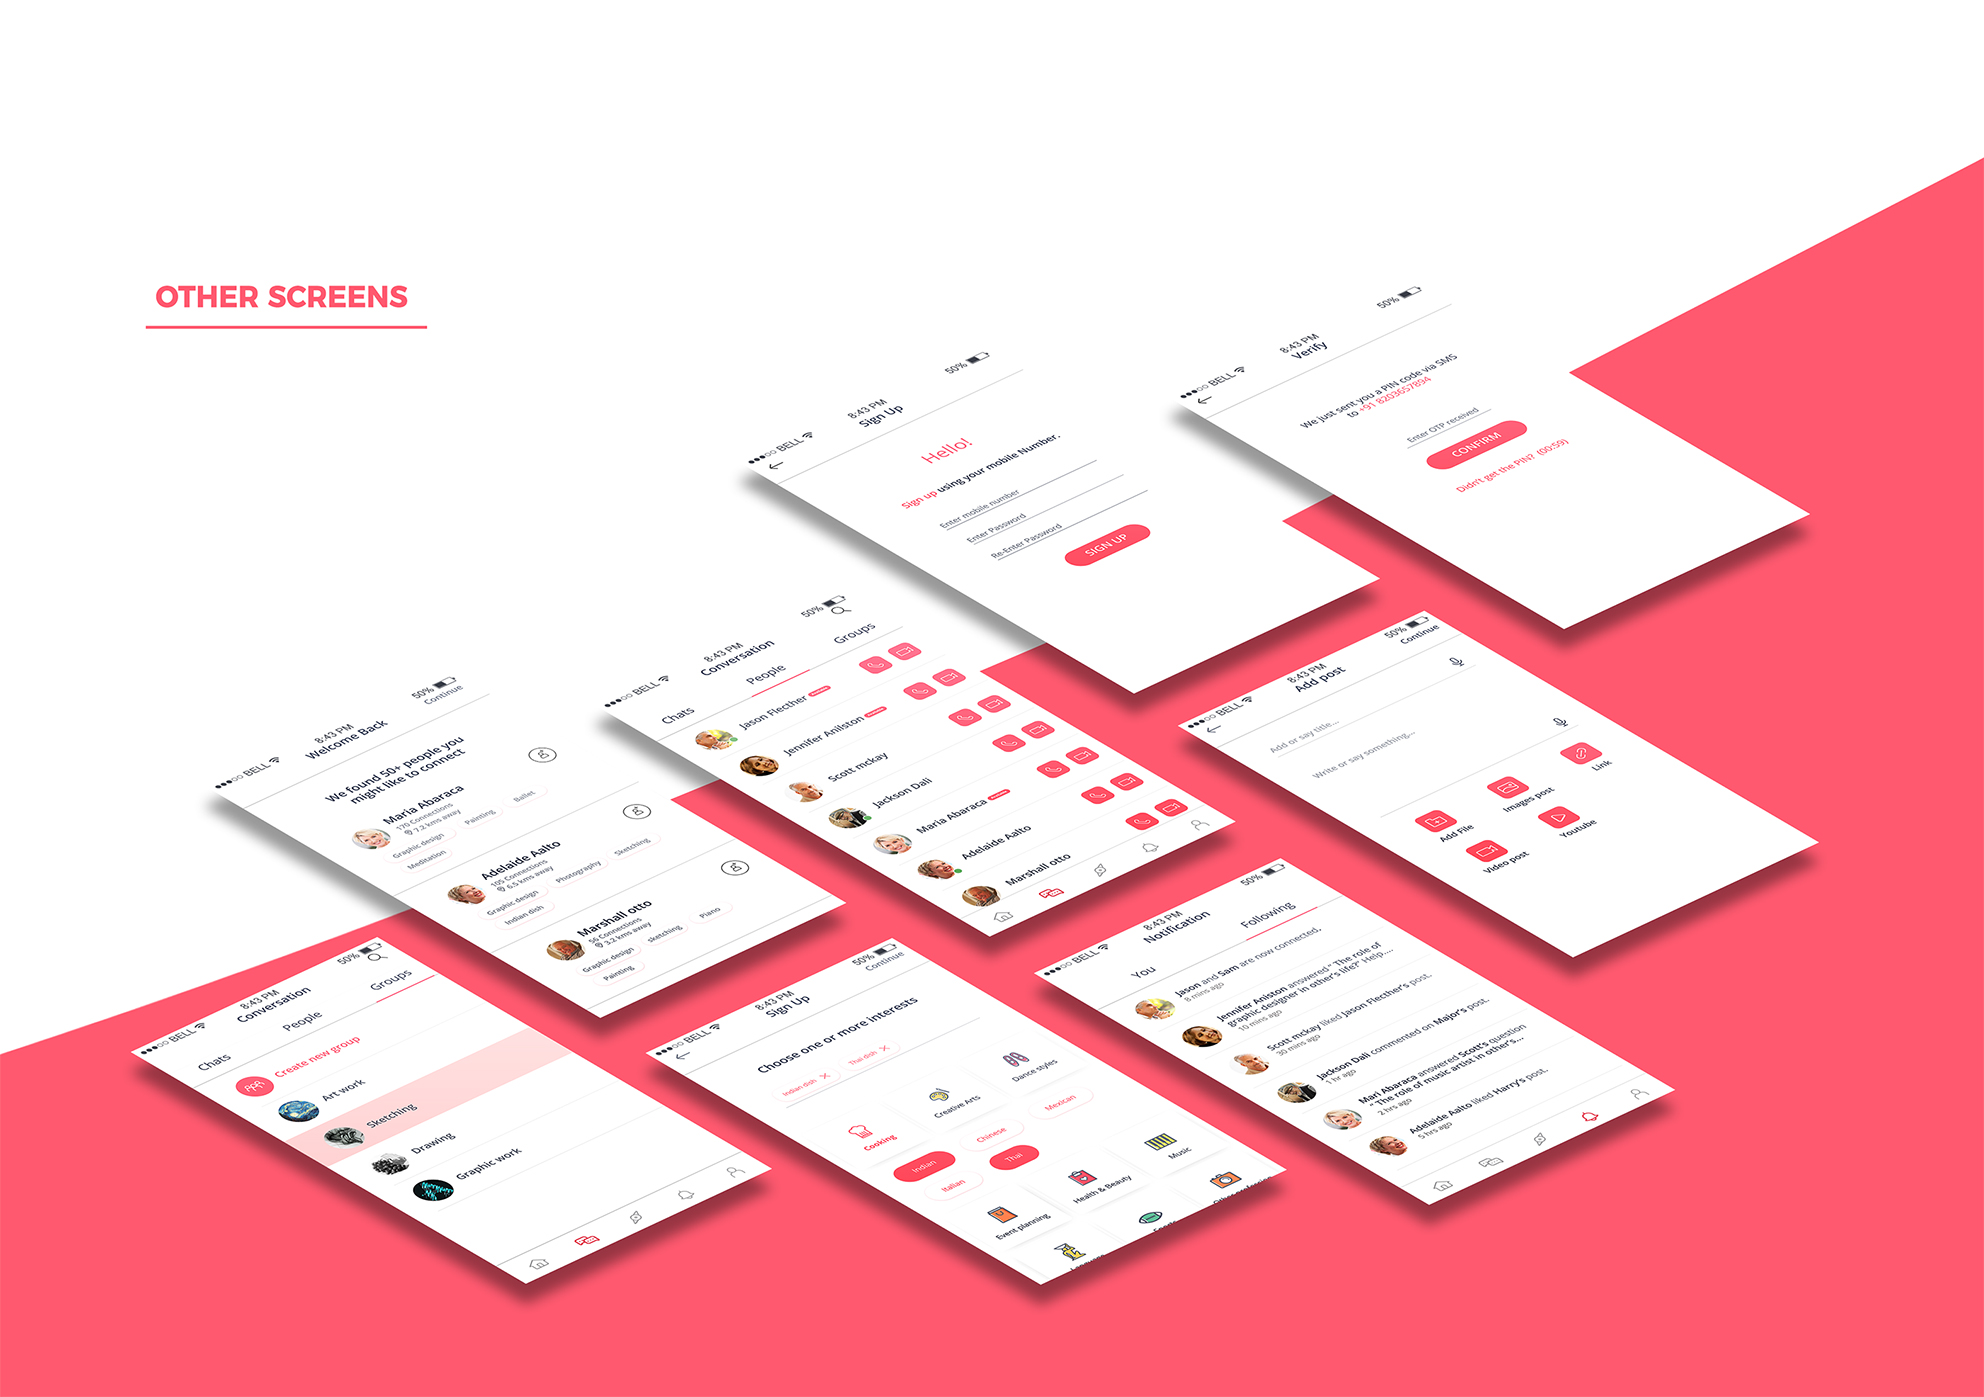 OTHER SCREENS
BELL
8:43 PM
50%
Sign Up
Hello!
Sign up using your mobile Number.
Enter mobile number
Enter Password
Re-Enter Password
SIGN UP
BELL
8:43 PM
50%
Verify
We just sent you a PIN code via SMS
to +91 8203657894
Enter OTP received
CONFIRM
Didn't get the PIN? (00:59)
BELL
8:43 PM
50%
Welcome Back
Continue
We found 50+ people you
might like to connect
Maria Abaraca
170 Connections
7.2 kms away
Graphic design
Painting
Ballet
Meditation
Adelaide Aalto
105 Connections
6.5 kms away
Graphic design
Photography
Sketching
Indian dish
Marshall otto
56 Connections
3.2 kms away
Graphic design
sketching
Piano
Painting
BELL
8:43 PM
50%
Conversation
Chats
People
Groups
Jason Flecther
Jennifer Anilston
Scott mckay
Jackson Dali
Maria Abaraca
Adelaide Aalto
Marshall otto
BELL
8:43 PM
50%
Add post
Continue
Add or say title...
Write or say something...
Add File
Images post
Link
Video post
Youtube
BELL
8:43 PM
50%
Conversation
Chats
People
Groups
Create new group
Art work
Sketching
Drawing
Graphic work
BELL
8:43 PM
50%
Sign Up
Continue
Choose one or more interests
Indian dish
Thai dish
Cooking
Creative Arts
Dance styles
Indian
Chinese
Mexican
Italian
Thai
Event planning
Health & Beauty
Music
BELL
8:43 PM
50%
Notification
You
Following
Jason and Sam are now connected.
8 mins ago
Jennifer Aniston answered “ The role of
graphic designer in other's life?” Help....
10 mins ago
Scott mckay liked Jason Flecther's post.
30 mins ago
Jackson Dali commented on Major's post.
1 hr ago
Mari Abaraca answered Scott's question
“ The role of music artist in other's...
2 hrs ago
Adelaide Aalto liked Harry's post.
5 hrs ago